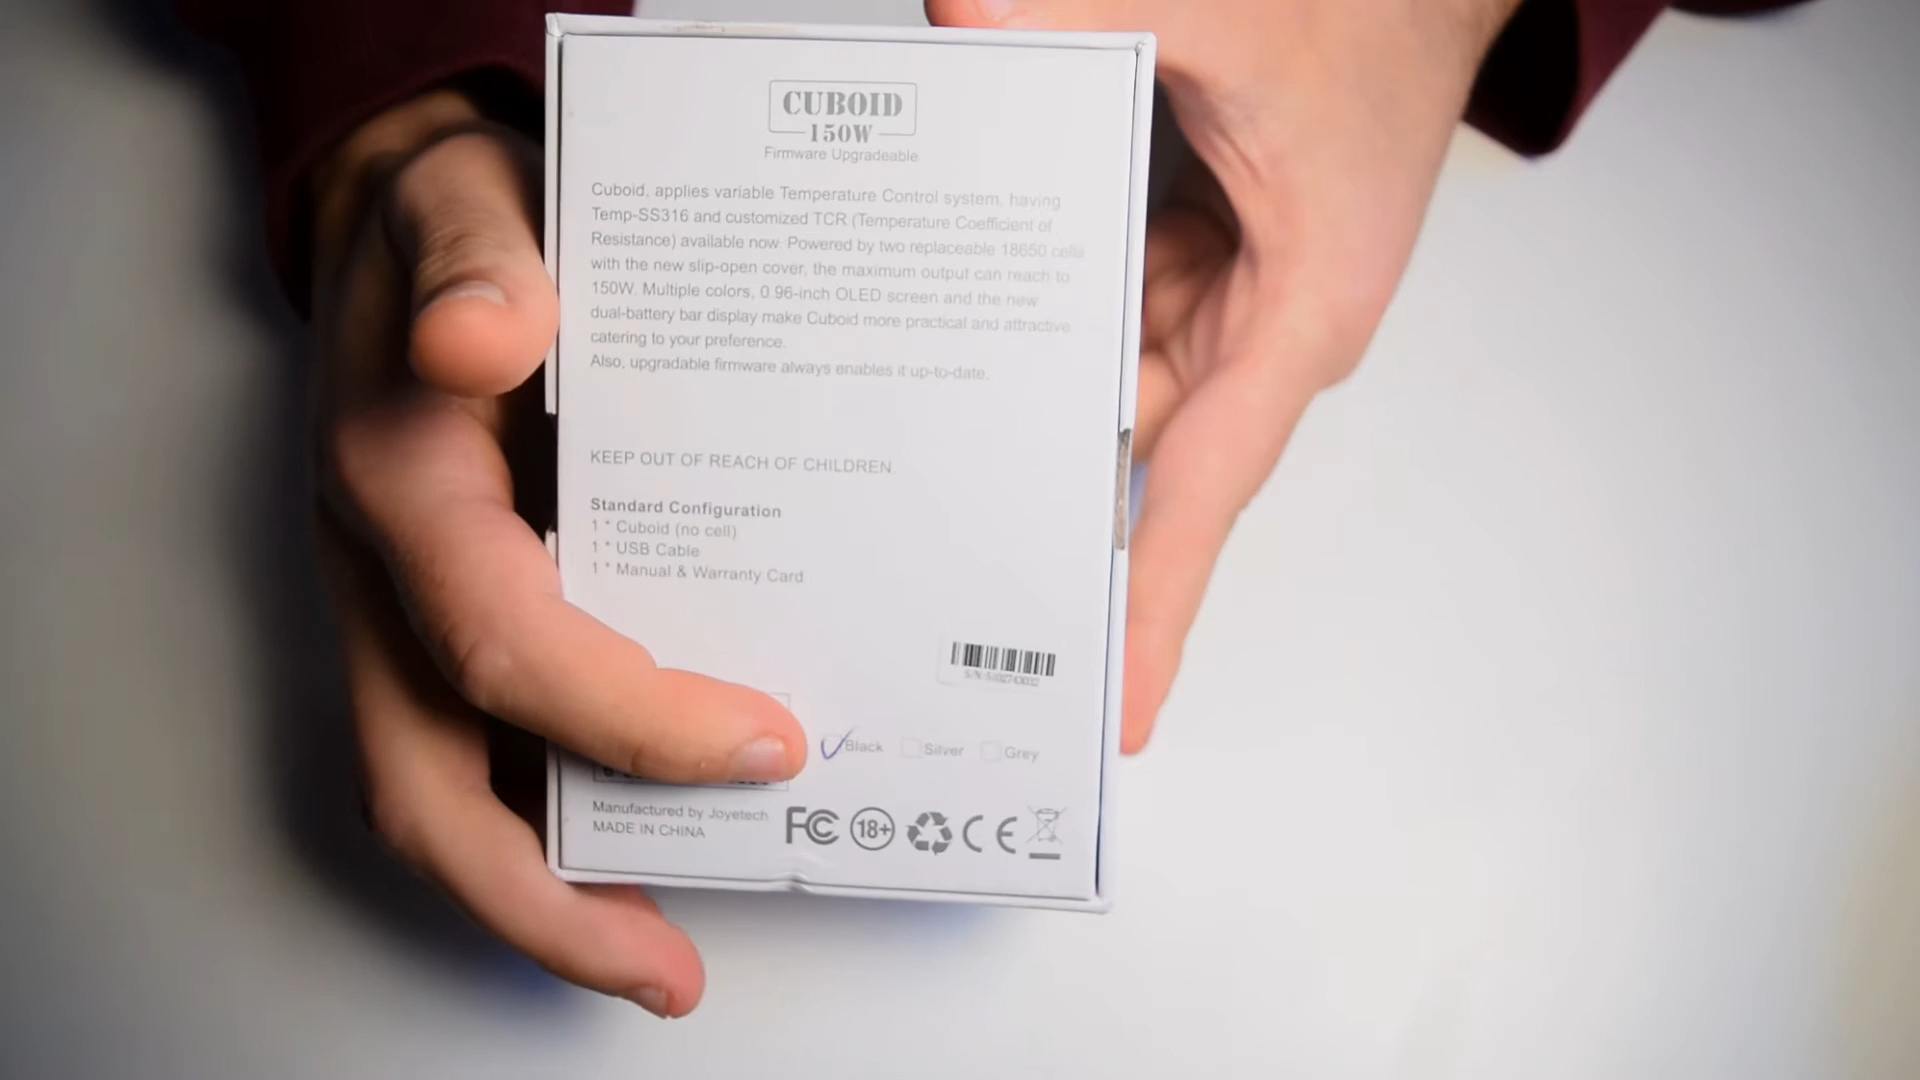 CUBOID
150W
Firmware Upgradeable
Cuboid, applies variable Temperature Control system, having
Temp-SS316 and customized TCR (Temperature Coefficient of
Resistance) available now. Powered by two replaceable 18650 cells
with the new slip-open cover, the maximum output can reach to
150W. Multiple colors, 0.96-inch OLED screen and the new
dual-battery bar display make Cuboid more practical and attractive
catering to your preference.
Also, upgradable firmware always enables it up-to-date.
KEEP OUT OF REACH OF CHILDREN
Standard Configuration
1 * Cuboid (no cell)
1 * USB Cable
1 * Manual & Warranty Card
S/N:
Black Silver Grey
Manufactured by Joyetech
MADE IN CHINA
FC 18+ CE